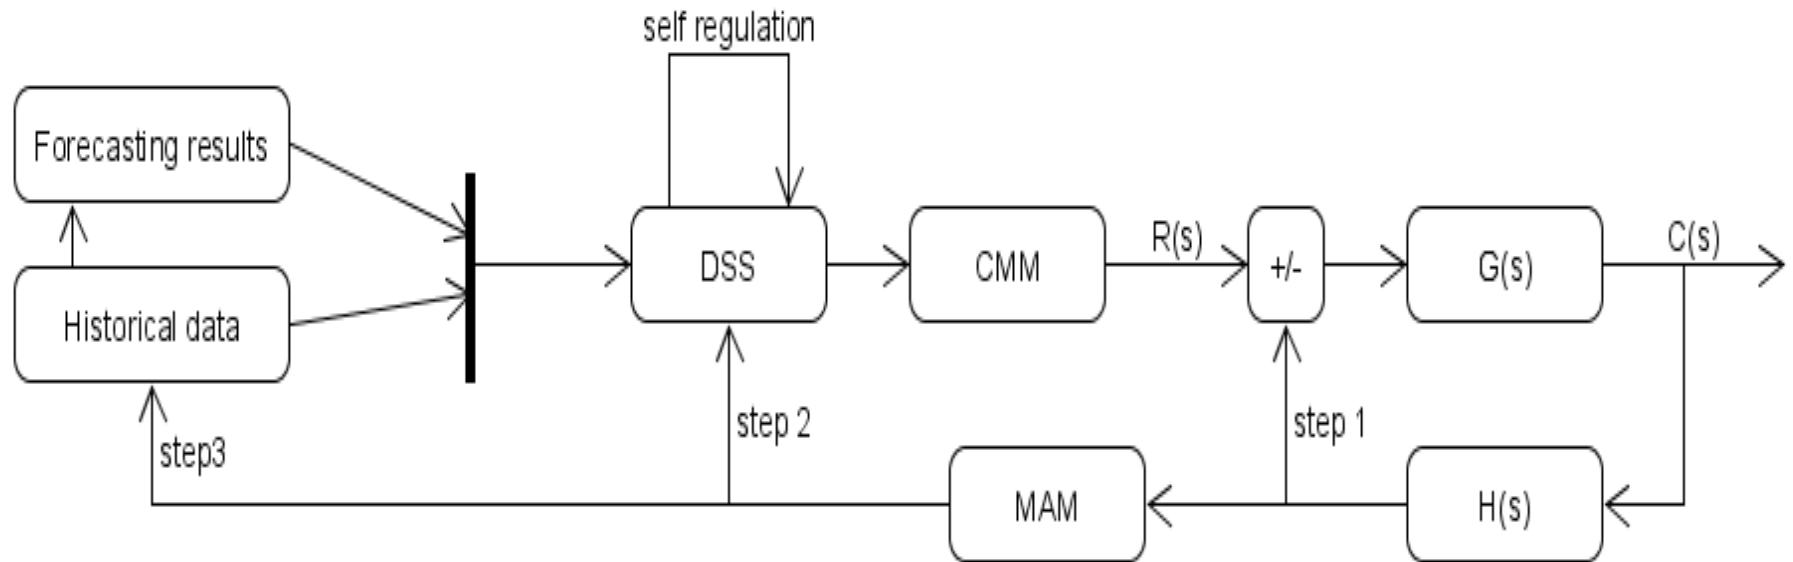 self regulation
Forecasting results
Historical data
DSS
CMM
R(s)
+/-
G(s)
C(s)
step3
step 2
step 1
MAM
H(s)